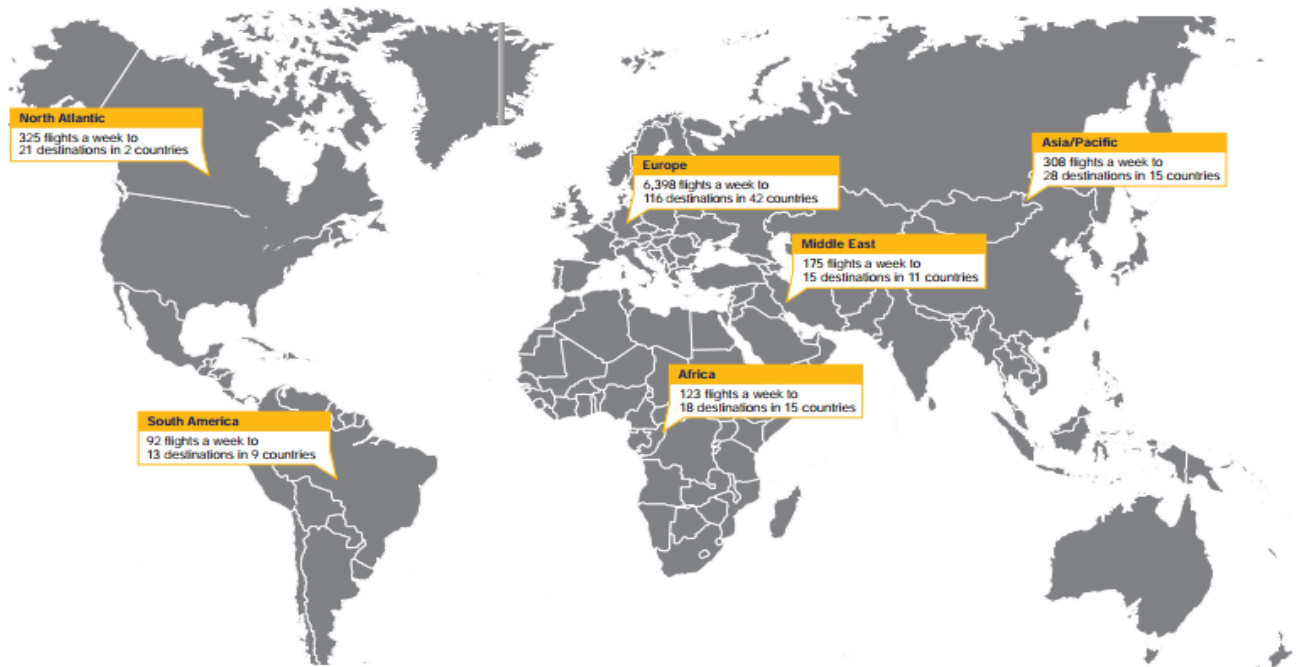 North Atlantic
325 flights a week to
21 destinations in 2 countries
Europe
6,398 flights a week to
116 destinations in 42 countries
Asia/Pacific
308 flights a week to
28 destinations in 15 countries
Middle East
175 flights a week to
15 destinations in 11 countries
Africa
123 flights a week to
18 destinations in 15 countries
South America
92 flights a week to
13 destinations in 9 countries